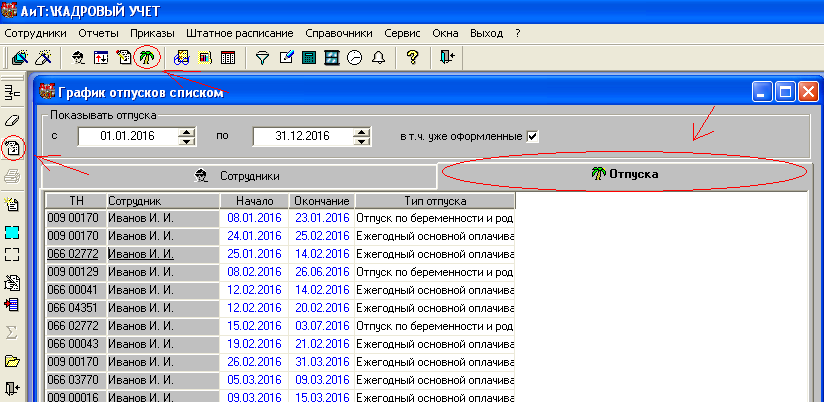 АиТ:\КАДРОВЫЙ УЧЕТ
Сотрудники Отчеты Приказы Штатное расписание Справочники Сервис Окна Выход ?
График отпусков списком
Показывать отпуска
с 01.01.2016 по 31.12.2016 в т.ч. уже оформленные
Сотрудники Отпуска
ТН Сотрудник Начало Окончание Тип отпуска
009 00170 Иванов И. И. 08.01.2016 23.01.2016 Отпуск по беременности и род
009 00170 Иванов И. И. 24.01.2016 25.02.2016 Ежегодный основной оплачива
066 02772 Иванов И. И. 25.01.2016 14.02.2016 Ежегодный основной оплачива
009 00129 Иванов И. И. 08.02.2016 26.06.2016 Отпуск по беременности и род
066 00041 Иванов И. И. 12.02.2016 14.02.2016 Ежегодный основной оплачива
066 04351 Иванов И. И. 12.02.2016 20.02.2016 Ежегодный основной оплачива
066 02772 Иванов И. И. 15.02.2016 03.07.2016 Отпуск по беременности и род
066 00043 Иванов И. И. 19.02.2016 21.02.2016 Ежегодный основной оплачива
009 00170 Иванов И. И. 26.02.2016 31.03.2016 Ежегодный основной оплачива
066 03770 Иванов И. И. 05.03.2016 09.03.2016 Ежегодный основной оплачива
009 00016 Иванов И. И. 09.03.2016 15.03.2016 Ежегодный основной оплачива